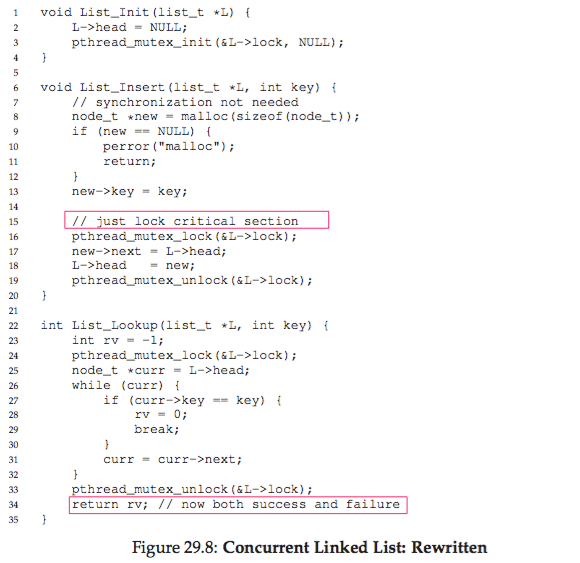 1 void List_Init(list_t *L) {
2     L->head = NULL;
3     pthread_mutex_init(&L->lock, NULL);
4 }
5
6 void List_Insert(list_t *L, int key) {
7     // synchronization not needed
8     node_t *new = malloc(sizeof(node_t));
9     if (new == NULL) {
10         perror("malloc");
11         return;
12     }
13     new->key = key;
14
15     // just lock critical section
16     pthread_mutex_lock(&L->lock);
17     new->next = L->head;
18     L->head   = new;
19     pthread_mutex_unlock(&L->lock);
20 }
21
22 int List_Lookup(list_t *L, int key) {
23     int rv = -1;
24     pthread_mutex_lock(&L->lock);
25     node_t *curr = L->head;
26     while (curr) {
27         if (curr->key == key) {
28             rv = 0;
29             break;
30         }
31         curr = curr->next;
32     }
33     pthread_mutex_unlock(&L->lock);
34     return rv; // now both success and failure
35 }
Figure 29.8: Concurrent Linked List: Rewritten